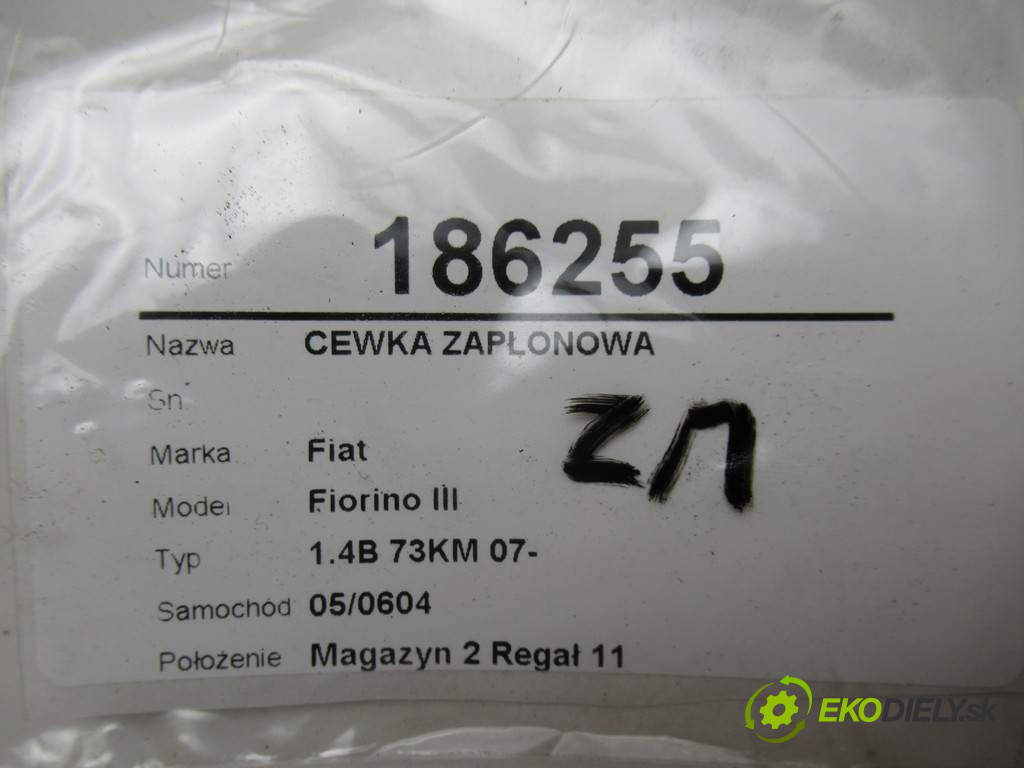 Numer 186255
Nazwa CEWKA ZAPŁONOWA
Sn
Marka Fiat
Model Fiorino III
Typ 1.4B 73KM 07-
Samochód 05/0604
Położenie Magazyn 2 Regał 11
EKODIELY.sk